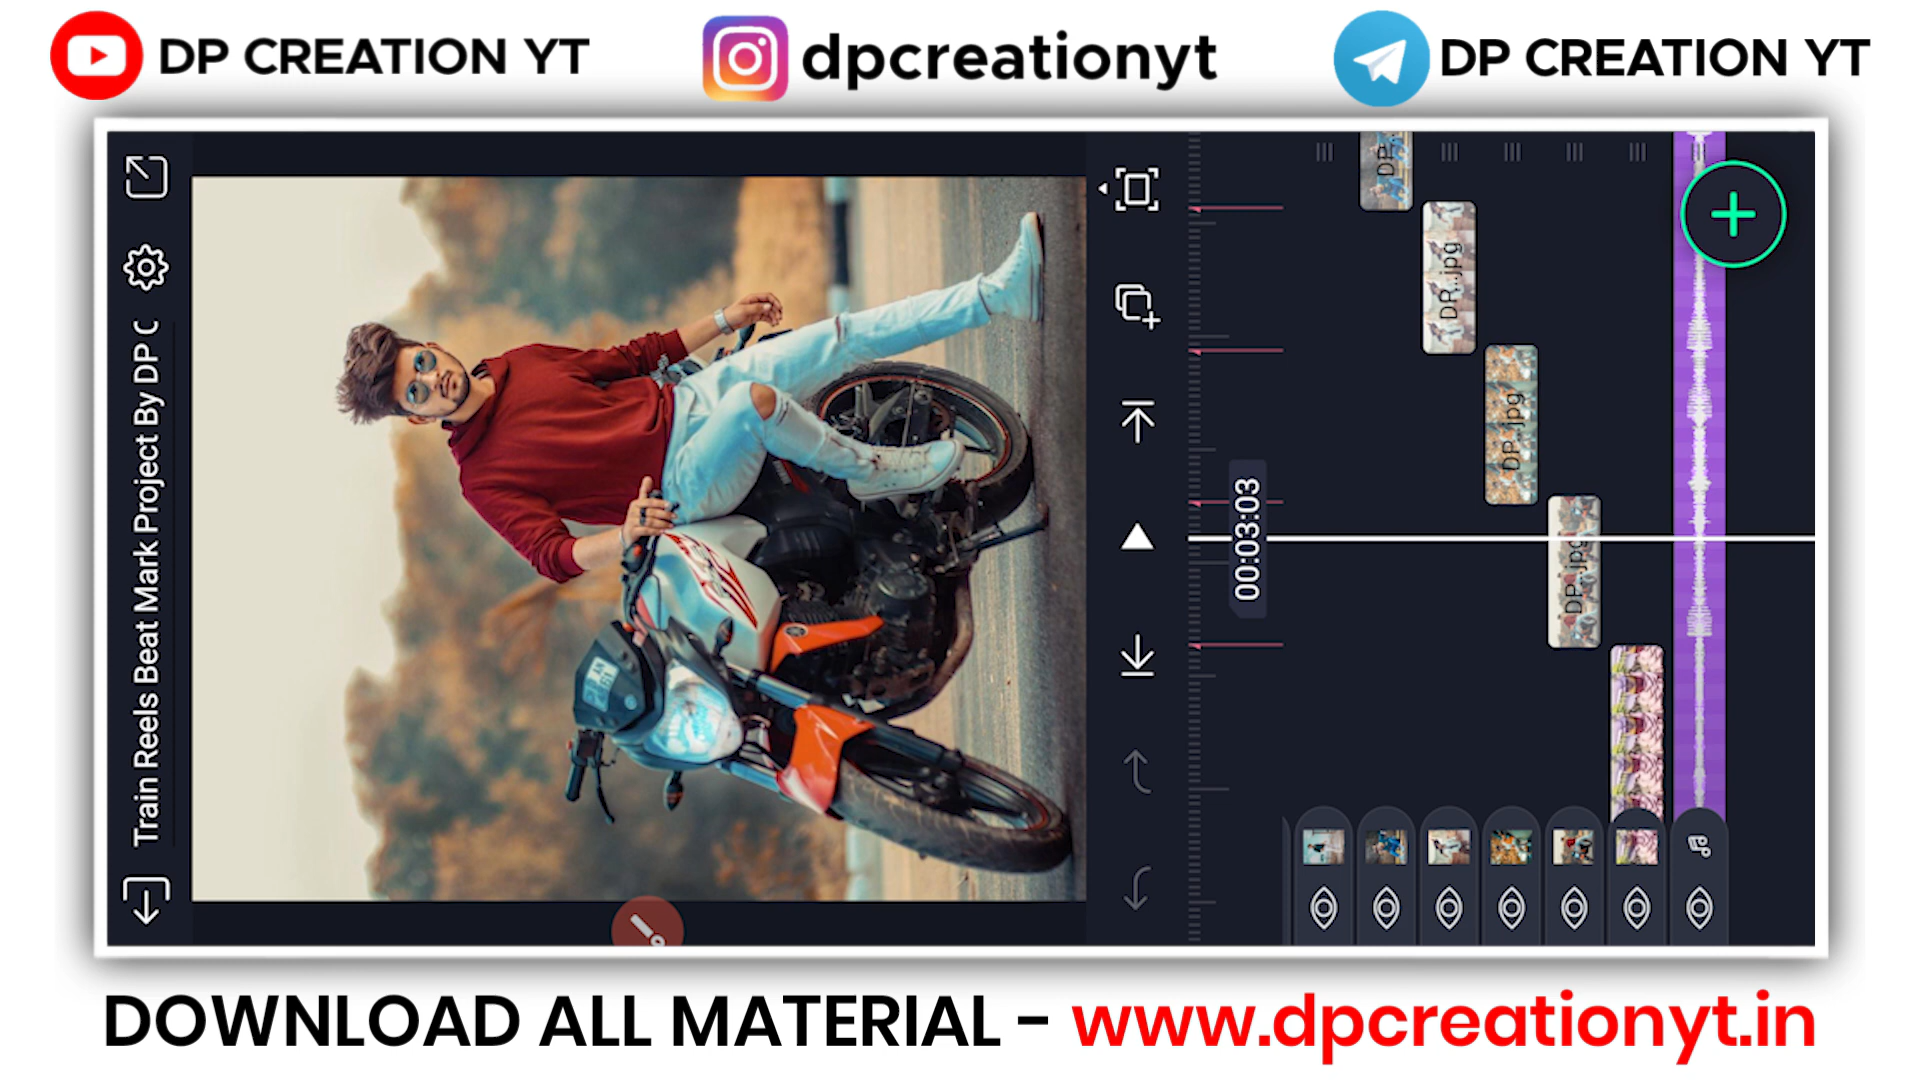 DP CREATION YT
dpcreationyt
DP CREATION YT
Train Reels Beat Mark Project By DP C
00:03:03
DP.
DR..jpg
DP..jpg
DP..jpg
DOWNLOAD ALL MATERIAL - www.dpcreationyt.in